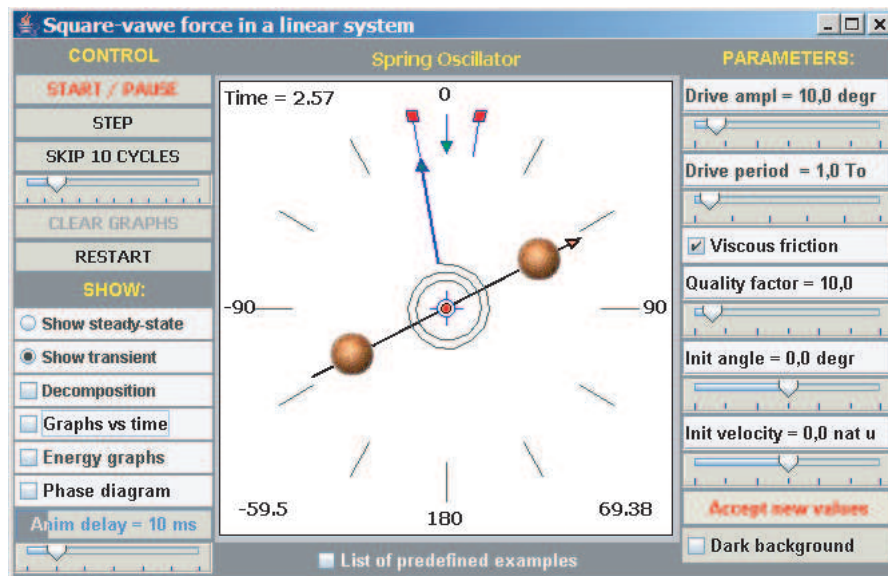 Square-vawe force in a linear system
CONTROL
START / PAUSE
STEP
SKIP 10 CYCLES
CLEAR GRAPHS
RESTART
SHOW:
Show steady-state
Show transient
Decomposition
Graphs vs time
Energy graphs
Phase diagram
Anim delay = 10 ms
Spring Oscillator
Time = 2.57
0
-90
90
-59.5
180
69.38
List of predefined examples
PARAMETERS:
Drive ampl = 10,0 degr
Drive period = 1,0 To
Viscous friction
Quality factor = 10,0
Init angle = 0,0 degr
Init velocity = 0,0 nat u
Accept new values
Dark background